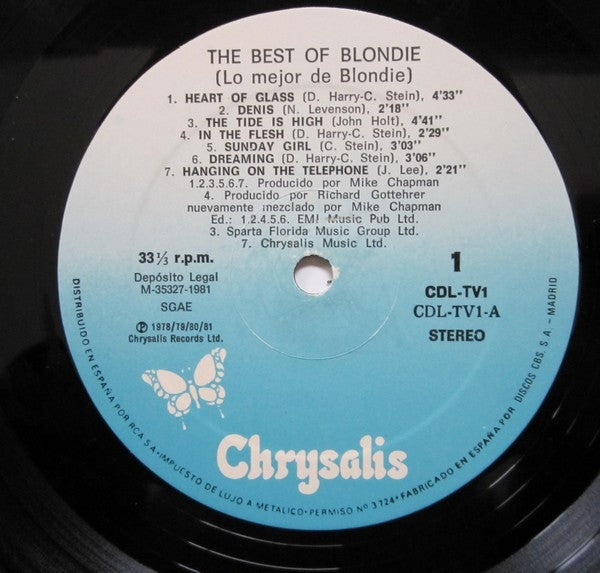 THE BEST OF BLONDIE
(Lo mejor de Blondie)
1. HEART OF GLASS (D. Harry-C. Stein), 4'33''
2. DENIS (N. Levenson), 2'18''
3. THE TIDE IS HIGH (John Holt), 4'41''
4. IN THE FLESH (D. Harry-C. Stein), 2'29''
5. SUNDAY GIRL (C. Stein), 3'03''
6. DREAMING (D. Harry-C. Stein), 3'06''
7. HANGING ON THE TELEPHONE (J. Lee), 2'21''
1.2.3.5.6.7. Producido por Mike Chapman
4. Producido por Richard Gottehrer
nuevamente mezclado por Mike Chapman
Ed.: 1.2.4.5.6. EMI Music Pub Ltd.
3. Sparta Florida Music Group Ltd.
7. Chrysalis Music Ltd.
33⅓ r.p.m.
Depósito Legal
M-35327-1981
SGAE
℗ 1978/79/80/81
Chrysalis Records Ltd.
1
CDL-TV1
CDL-TV1-A
STEREO
Chrysalis
DISTRIBUIDO EN ESPAÑA POR RCA S.A. • IMPUESTO DE LUJO A METALICO • PERMISO Nº 3724 • FABRICADO EN ESPAÑA POR DISCOS CBS, S.A. - MADRID